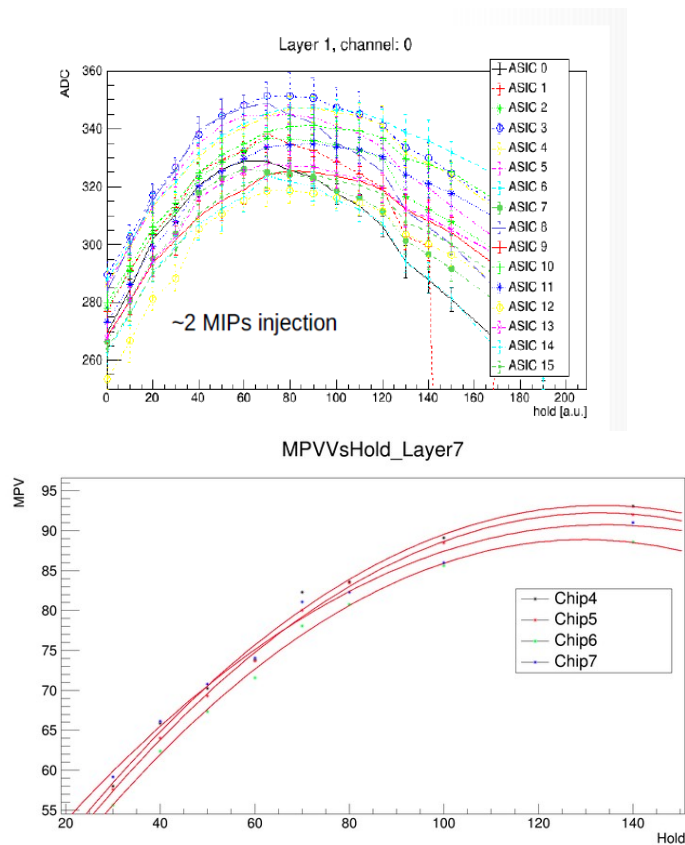 Layer 1, channel: 0
ADC
360
340
320
300
280
260
~2 MIPs injection
0 20 40 60 80 100 120 140 160 180 200
hold [a.u.]
ASIC 0
ASIC 1
ASIC 2
ASIC 3
ASIC 4
ASIC 5
ASIC 6
ASIC 7
ASIC 8
ASIC 9
ASIC 10
ASIC 11
ASIC 12
ASIC 13
ASIC 14
ASIC 15
MPVVsHold_Layer7
MPV
95
90
85
80
75
70
65
60
55
Chip4
Chip5
Chip6
Chip7
20 40 60 80 100 120 140
Hold